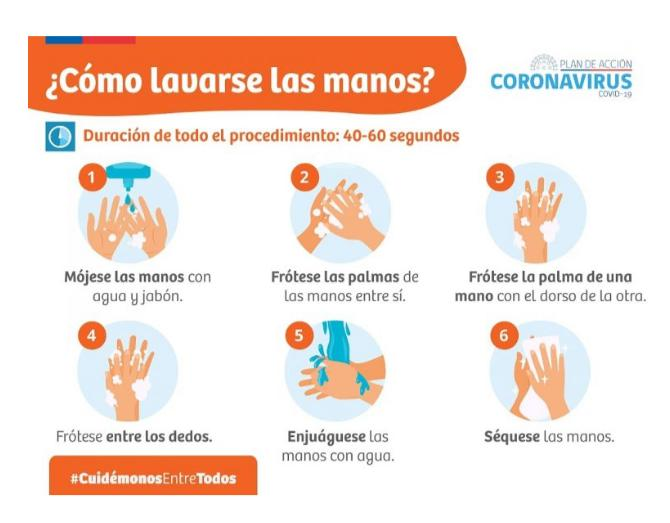 ¿Cómo lavarse las manos?
PLAN DE ACCIÓN
CORONAVIRUS
COVID-19
Duración de todo el procedimiento: 40-60 segundos
1
Mójese las manos con
agua y jabón.
2
Frótese las palmas de
las manos entre sí.
3
Frótese la palma de una
mano con el dorso de la otra.
4
Frótese entre los dedos.
5
Enjuáguese las
manos con agua.
6
Séquese las manos.
#CuidémonosEntreTodos